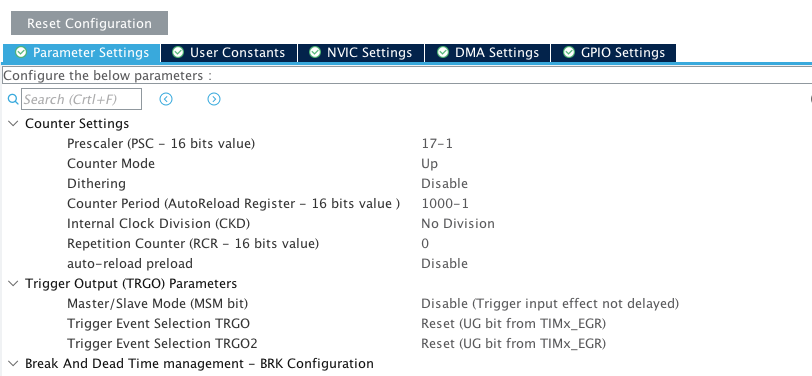 Reset Configuration
Parameter Settings User Constants NVIC Settings DMA Settings GPIO Settings
Configure the below parameters :
Search (Crtl+F)
Counter Settings
Prescaler (PSC - 16 bits value) 17-1
Counter Mode Up
Dithering Disable
Counter Period (AutoReload Register - 16 bits value ) 1000-1
Internal Clock Division (CKD) No Division
Repetition Counter (RCR - 16 bits value) 0
auto-reload preload Disable
Trigger Output (TRGO) Parameters
Master/Slave Mode (MSM bit) Disable (Trigger input effect not delayed)
Trigger Event Selection TRGO Reset (UG bit from TIMx_EGR)
Trigger Event Selection TRGO2 Reset (UG bit from TIMx_EGR)
Break And Dead Time management - BRK Configuration